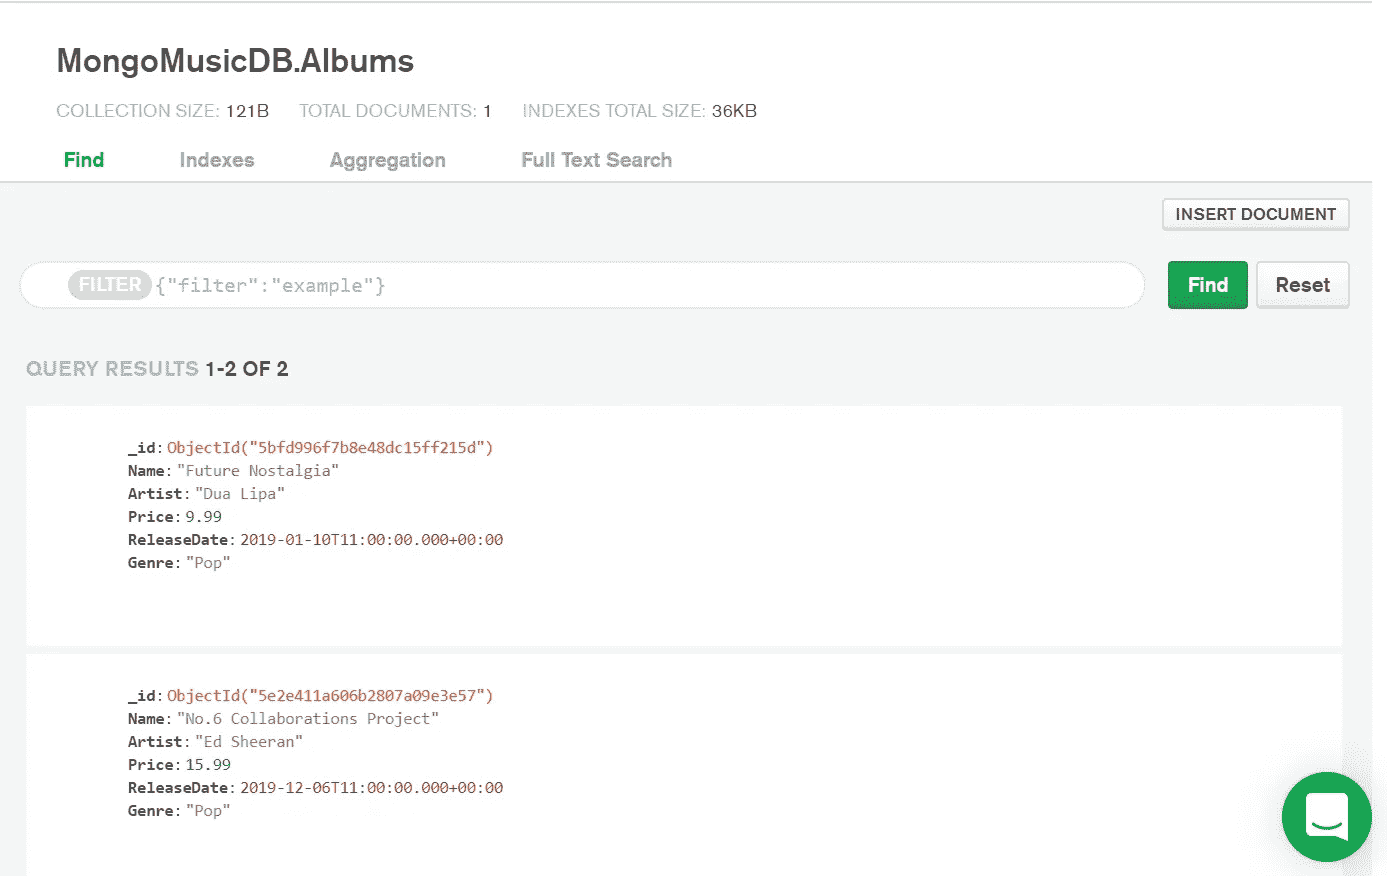 MongoMusicDB.Albums
COLLECTION SIZE: 121B TOTAL DOCUMENTS: 1 INDEXES TOTAL SIZE: 36KB
Find Indexes Aggregation Full Text Search
INSERT DOCUMENT
FILTER {"filter":"example"} Find Reset
QUERY RESULTS 1-2 OF 2
_id: ObjectId("5bfd996f7b8e48dc15ff215d")
Name: "Future Nostalgia"
Artist: "Dua Lipa"
Price: 9.99
ReleaseDate: 2019-01-10T11:00:00.000+00:00
Genre: "Pop"
_id: ObjectId("5e2e411a606b2807a09e3e57")
Name: "No.6 Collaborations Project"
Artist: "Ed Sheeran"
Price: 15.99
ReleaseDate: 2019-12-06T11:00:00.000+00:00
Genre: "Pop"